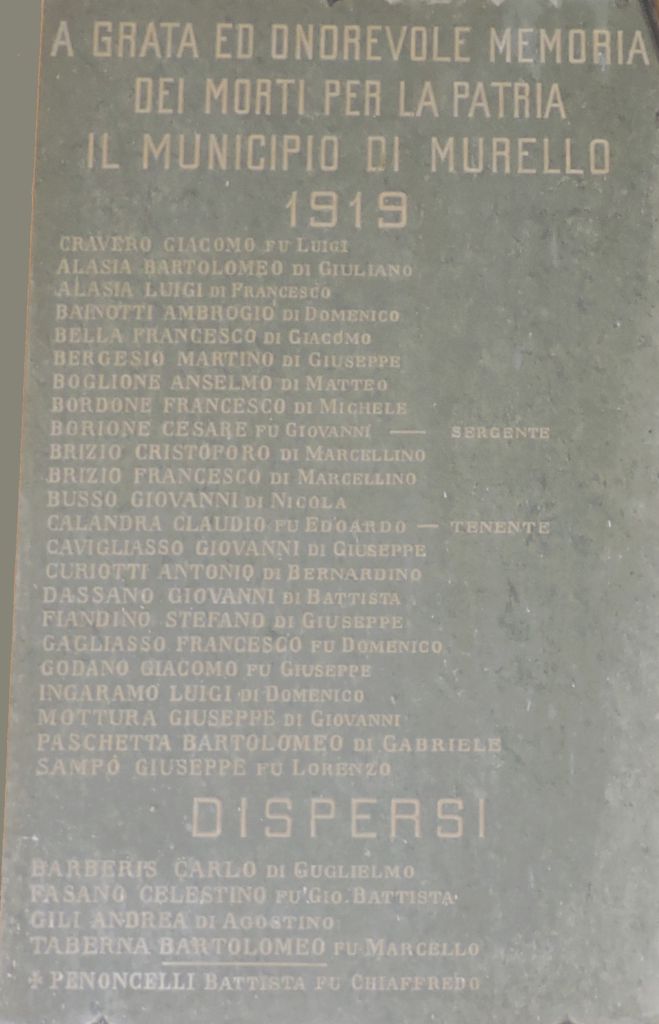 A GRATA ED ONOREVOLE MEMORIA
DEI MORTI PER LA PATRIA
IL MUNICIPIO DI MURELLO
1919
CRAVERO GIACOMO FU LUIGI
ALASIA BARTOLOMEO DI GIULIANO
ALASIA LUIGI DI FRANCESCO
BAINOTTI AMBROGIO DI DOMENICO
BELLA FRANCESCO DI GIACOMO
BERGESIO MARTINO DI GIUSEPPE
BOGLIONE ANSELMO DI MATTEO
BORDONE FRANCESCO DI MICHELE
BORIONE CESARE FU GIOVANNI — SERGENTE
BRIZIO CRISTOFORO DI MARCELLINO
BRIZIO FRANCESCO DI MARCELLINO
BUSSO GIOVANNI DI NICOLA
CALANDRA CLAUDIO FU EDOARDO — TENENTE
CAVIGLIASSO GIOVANNI DI GIUSEPPE
CURIOTTI ANTONIO DI BERNARDINO
DASSANO GIOVANNI DI BATTISTA
FIANDINO STEFANO DI GIUSEPPE
GAGLIASSO FRANCESCO FU DOMENICO
GODANO GIACOMO FU GIUSEPPE
INGARAMO LUIGI DI DOMENICO
MOTTURA GIUSEPPE DI GIOVANNI
PASCHETTA BARTOLOMEO DI GABRIELE
SAMPÒ GIUSEPPE FU LORENZO
DISPERSI
BARBERIS CARLO DI GUGLIELMO
FASANO CELESTINO FU GIO. BATTISTA
GILI ANDREA DI AGOSTINO
TABERNA BARTOLOMEO FU MARCELLO
✠ PENONCELLI BATTISTA FU CHIAFFREDO